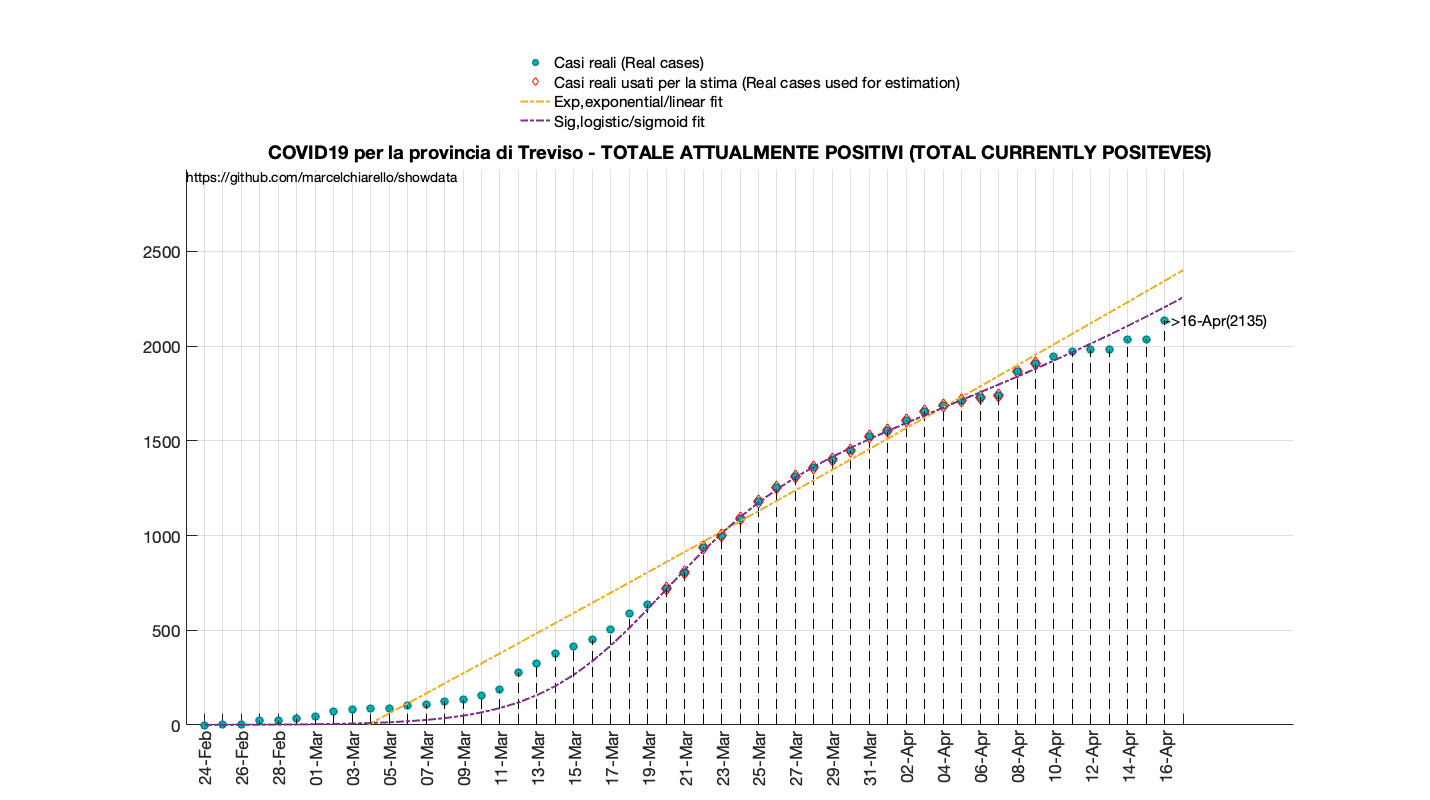 Casi reali (Real cases)
Casi reali usati per la stima (Real cases used for estimation)
Exp,exponential/linear fit
Sig,logistic/sigmoid fit
COVID19 per la provincia di Treviso - TOTALE ATTUALMENTE POSITIVI (TOTAL CURRENTLY POSITEVES)
https://github.com/marcelchiarello/showdata
2500
2000
1500
1000
500
0
->16-Apr(2135)
24-Feb
26-Feb
28-Feb
01-Mar
03-Mar
05-Mar
07-Mar
09-Mar
11-Mar
13-Mar
15-Mar
17-Mar
19-Mar
21-Mar
23-Mar
25-Mar
27-Mar
29-Mar
31-Mar
02-Apr
04-Apr
06-Apr
08-Apr
10-Apr
12-Apr
14-Apr
16-Apr